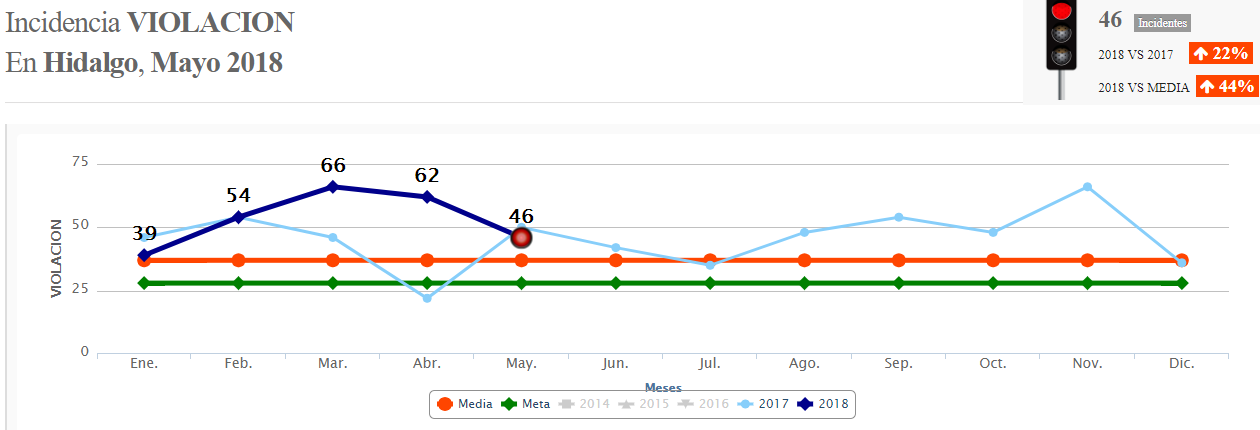 Incidencia VIOLACION
En Hidalgo, Mayo 2018
46 Incidentes
2018 VS 2017 22%
2018 VS MEDIA 44%
VIOLACION
75
50
25
0
39
54
66
62
46
Ene. Feb. Mar. Abr. May. Jun. Jul. Ago. Sep. Oct. Nov. Dic.
Meses
Media Meta 2014 2015 2016 2017 2018